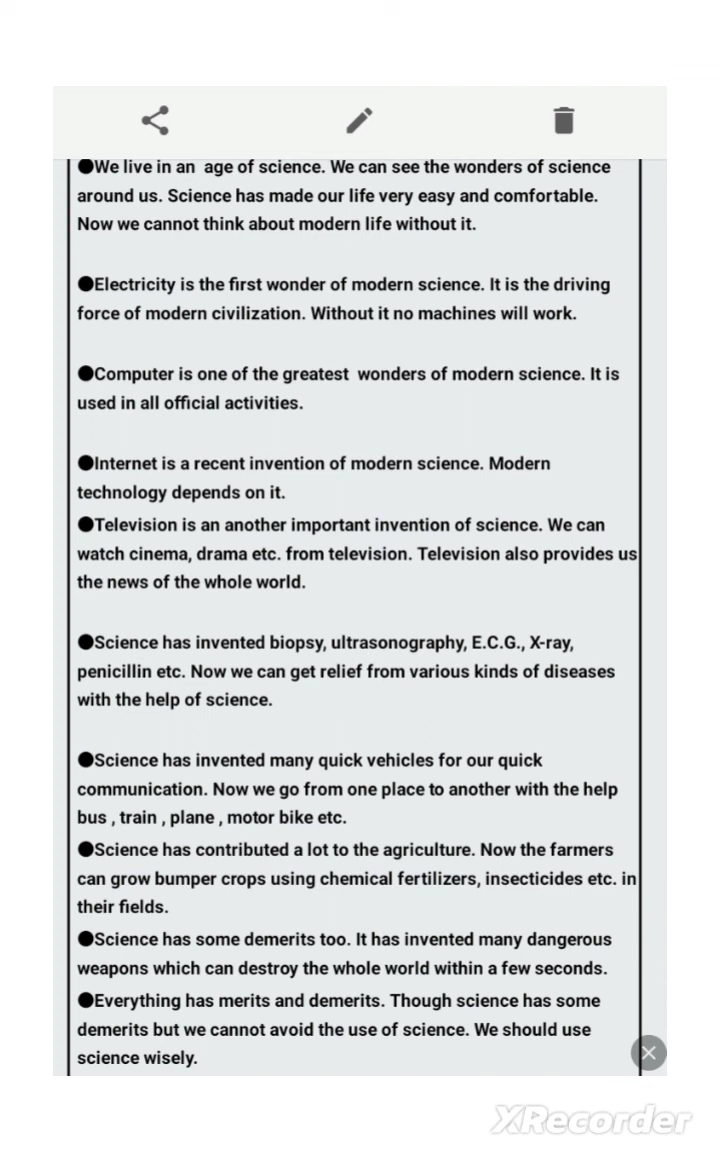 ●We live in an age of science. We can see the wonders of science
around us. Science has made our life very easy and comfortable.
Now we cannot think about modern life without it.
●Electricity is the first wonder of modern science. It is the driving
force of modern civilization. Without it no machines will work.
●Computer is one of the greatest wonders of modern science. It is
used in all official activities.
●Internet is a recent invention of modern science. Modern
technology depends on it.
●Television is an another important invention of science. We can
watch cinema, drama etc. from television. Television also provides us
the news of the whole world.
●Science has invented biopsy, ultrasonography, E.C.G., X-ray,
penicillin etc. Now we can get relief from various kinds of diseases
with the help of science.
●Science has invented many quick vehicles for our quick
communication. Now we go from one place to another with the help
bus , train , plane , motor bike etc.
●Science has contributed a lot to the agriculture. Now the farmers
can grow bumper crops using chemical fertilizers, insecticides etc. in
their fields.
●Science has some demerits too. It has invented many dangerous
weapons which can destroy the whole world within a few seconds.
●Everything has merits and demerits. Though science has some
demerits but we cannot avoid the use of science. We should use
science wisely.
XRecorder